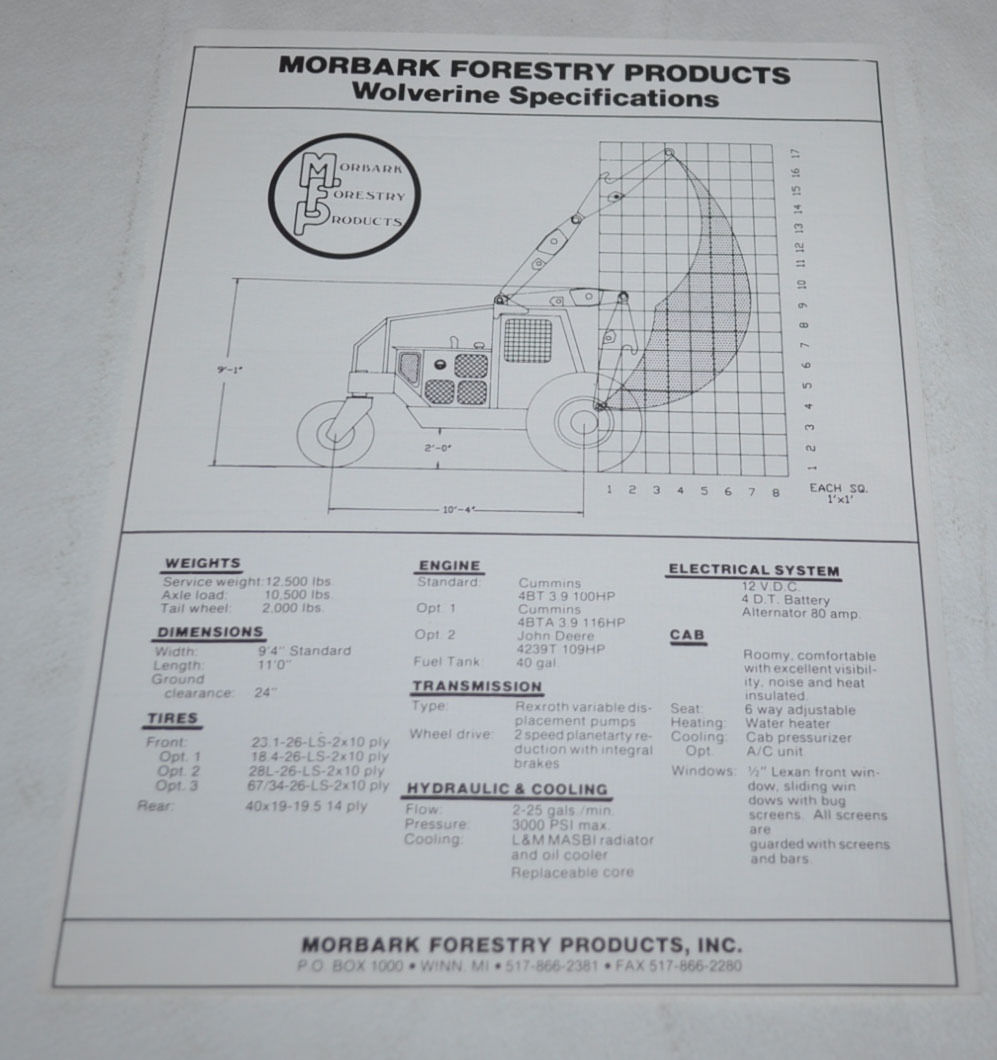 MORBARK FORESTRY PRODUCTS
Wolverine Specifications
MORBARK
FORESTRY
PRODUCTS
17
16
15
14
13
12
11
10
9
8
7
6
5
4
3
2
1
9'-1"
2'-0"
10'-4"
1 2 3 4 5 6 7 8
EACH SQ.
1'x1'
WEIGHTS
Service weight: 12,500 lbs.
Axle load: 10,500 lbs.
Tail wheel: 2,000 lbs.
DIMENSIONS
Width: 9'4" Standard
Length: 11'0"
Ground
clearance: 24"
TIRES
Front: 23.1-26-LS-2x10 ply
Opt. 1 18.4-26-LS-2x10 ply
Opt. 2 28L-26-LS-2x10 ply
Opt. 3 67/34-26-LS-2x10 ply
Rear: 40x19-19.5 14 ply
ENGINE
Standard: Cummins
4BT 3.9 100HP
Opt. 1 Cummins
4BTA 3.9 116HP
Opt. 2 John Deere
4239T 109HP
Fuel Tank: 40 gal.
TRANSMISSION
Type: Rexroth variable dis-
placement pumps
Wheel drive: 2 speed planetarty re-
duction with integral
brakes
HYDRAULIC & COOLING
Flow: 2-25 gals./min.
Pressure: 3000 PSI max.
Cooling: L&M MASBI radiator
and oil cooler
Replaceable core
ELECTRICAL SYSTEM
12 V.D.C.
4 D.T. Battery
Alternator 80 amp.
CAB
Roomy, comfortable
with excellent visibil-
ity, noise and heat
insulated.
Seat: 6 way adjustable
Heating: Water heater
Cooling: Cab pressurizer
Opt. A/C unit
Windows: ½" Lexan front win-
dow, sliding win
dows with bug
screens. All screens
are
guarded with screens
and bars.
MORBARK FORESTRY PRODUCTS, INC.
P.O. BOX 1000 • WINN, MI • 517-866-2381 • FAX 517-866-2280